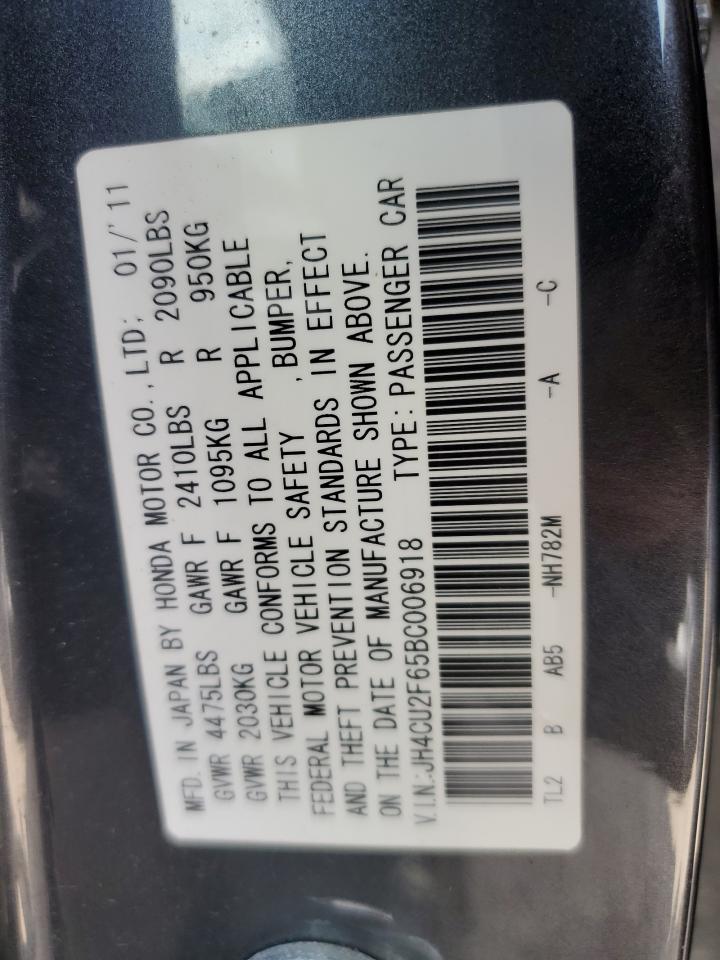 MFD. IN JAPAN BY HONDA MOTOR CO., LTD; 01/'11
GVWR 4475LBS GAWR F 2410LBS R 2090LBS
GVWR 2030KG GAWR F 1095KG R 950KG
THIS VEHICLE CONFORMS TO ALL APPLICABLE
FEDERAL MOTOR VEHICLE SAFETY ,BUMPER,
AND THEFT PREVENTION STANDARDS IN EFFECT
ON THE DATE OF MANUFACTURE SHOWN ABOVE.
V.I.N.:JH4CU2F65BC006918 TYPE:PASSENGER CAR
TL2 B AB5 -NH782M -A -C